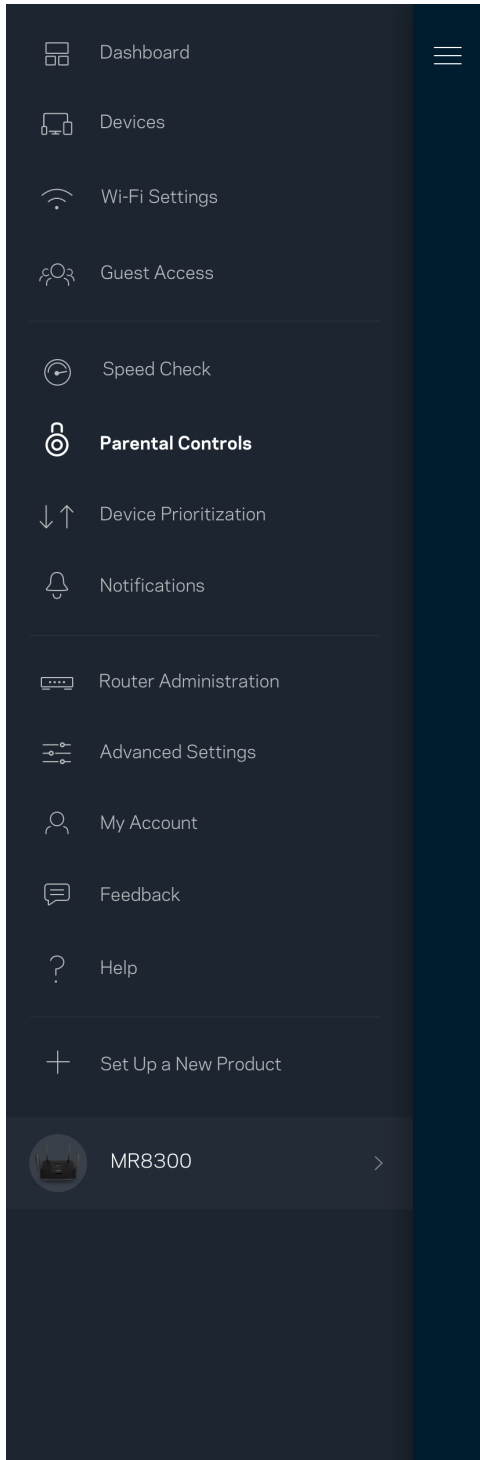 Dashboard
Devices
Wi-Fi Settings
Guest Access
Speed Check
Parental Controls
Device Prioritization
Notifications
Router Administration
Advanced Settings
My Account
Feedback
Help
Set Up a New Product
MR8300